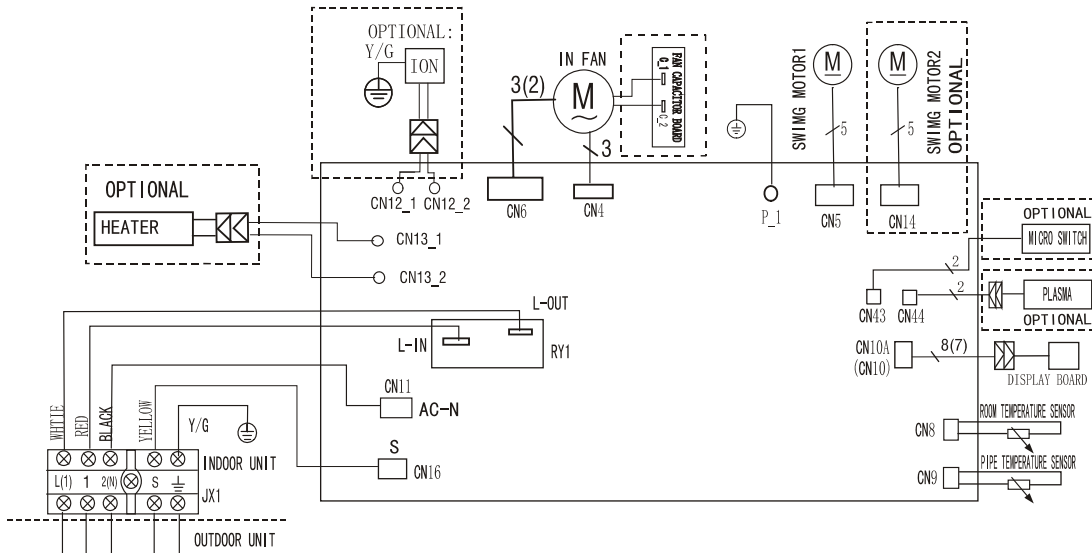 OPTIONAL:
Y/G
ION
IN FAN
3(2)
M
3
C_1
C_2
FAN CAPACITOR BOARD
SWIMG MOTOR1
M
5
M
5
SWIMG MOTOR2
OPTIONAL
OPTIONAL
HEATER
CN12_1 CN12_2
CN6
CN4
P_1
CN5
CN14
CN13_1
CN13_2
OPTIONAL
MICRO SWITCH
2
2
PLASMA
OPTIONAL
CN43
CN44
L-OUT
L-IN
RY1
CN10A
(CN10)
8(7)
DISPLAY BOARD
CN11
AC-N
S
CN16
CN8
ROOM TEMPERATURE SENSOR
CN9
PIPE TEMPERATURE SENSOR
WHTIE
RED
BLACK
YELLOW
Y/G
INDOOR UNIT
L(1) 1 2(N) S
JX1
OUTDOOR UNIT